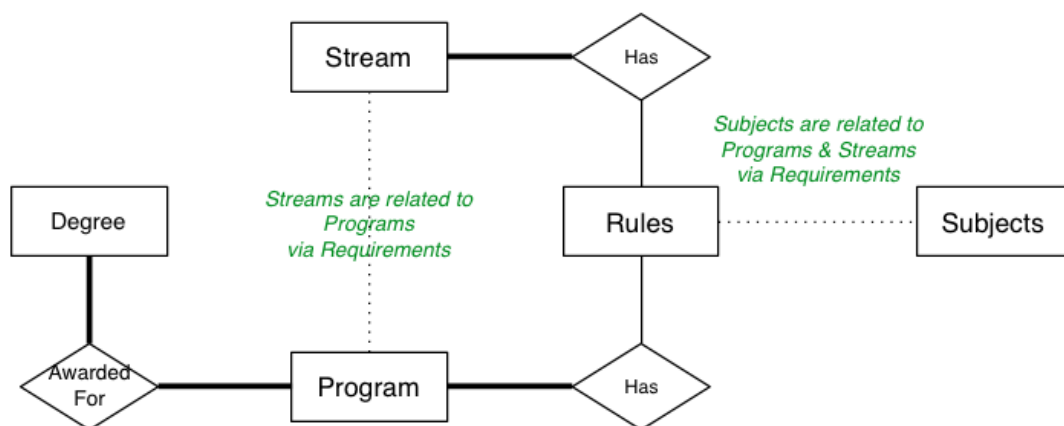 Stream
Has
Subjects are related to
Programs & Streams
via Requirements
Degree
Streams are related to
Programs
via Requirements
Rules
Subjects
Awarded
For
Program
Has